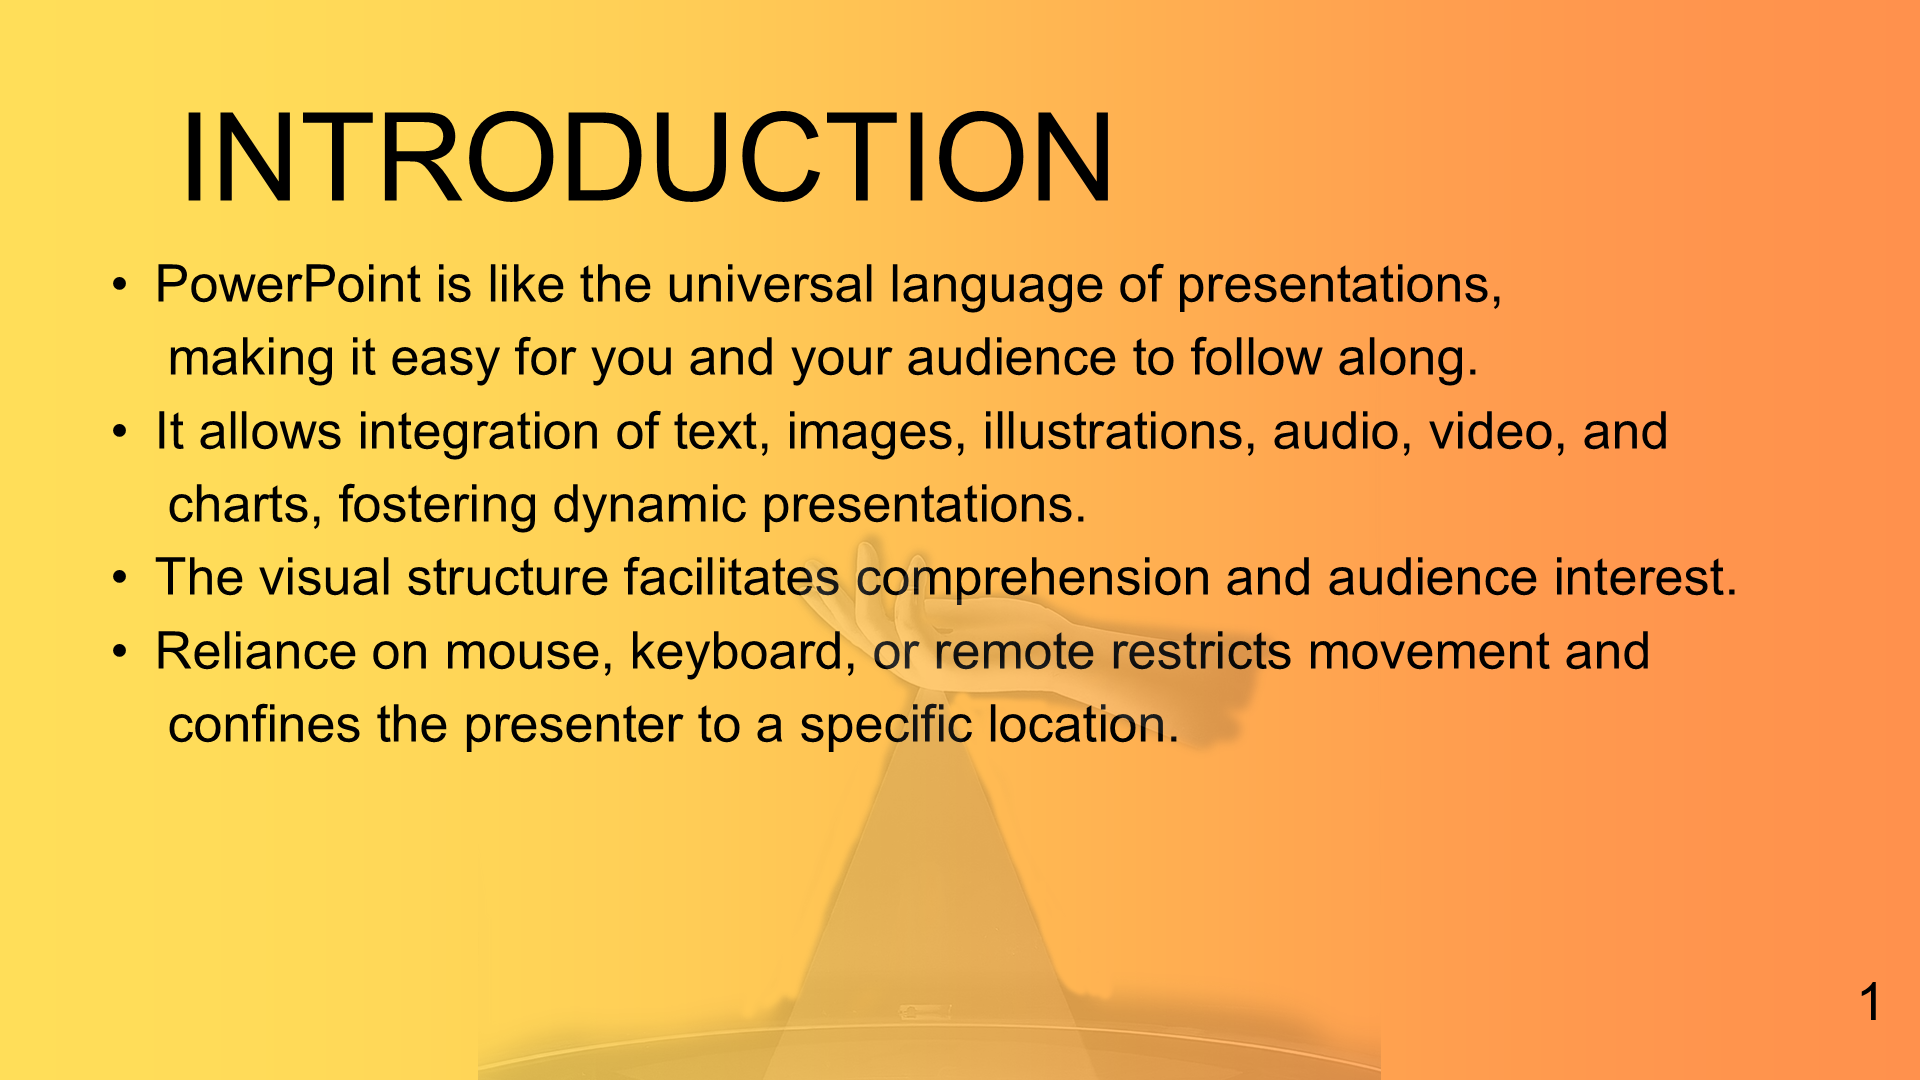 INTRODUCTION
• PowerPoint is like the universal language of presentations,
making it easy for you and your audience to follow along.
• It allows integration of text, images, illustrations, audio, video, and
charts, fostering dynamic presentations.
• The visual structure facilitates comprehension and audience interest.
• Reliance on mouse, keyboard, or remote restricts movement and
confines the presenter to a specific location.
1